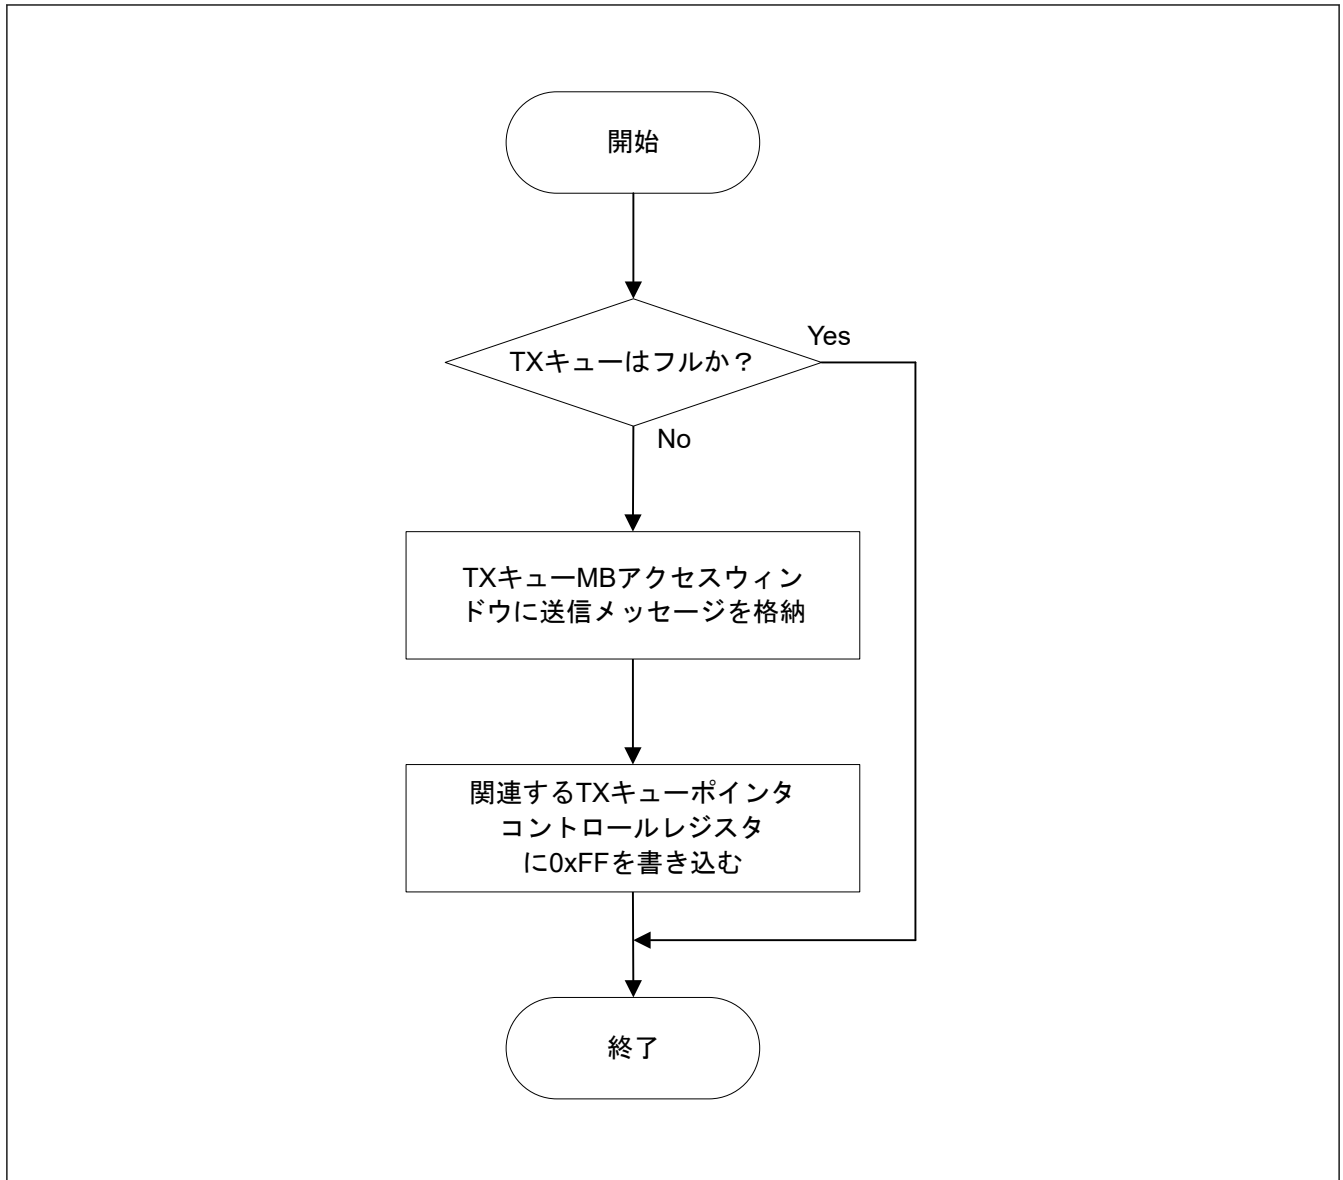 開始
TXキューはフルか？
Yes
No
TXキューMBアクセスウィン
ドウに送信メッセージを格納
関連するTXキューポインタ
コントロールレジスタ
に0xFFを書き込む
終了